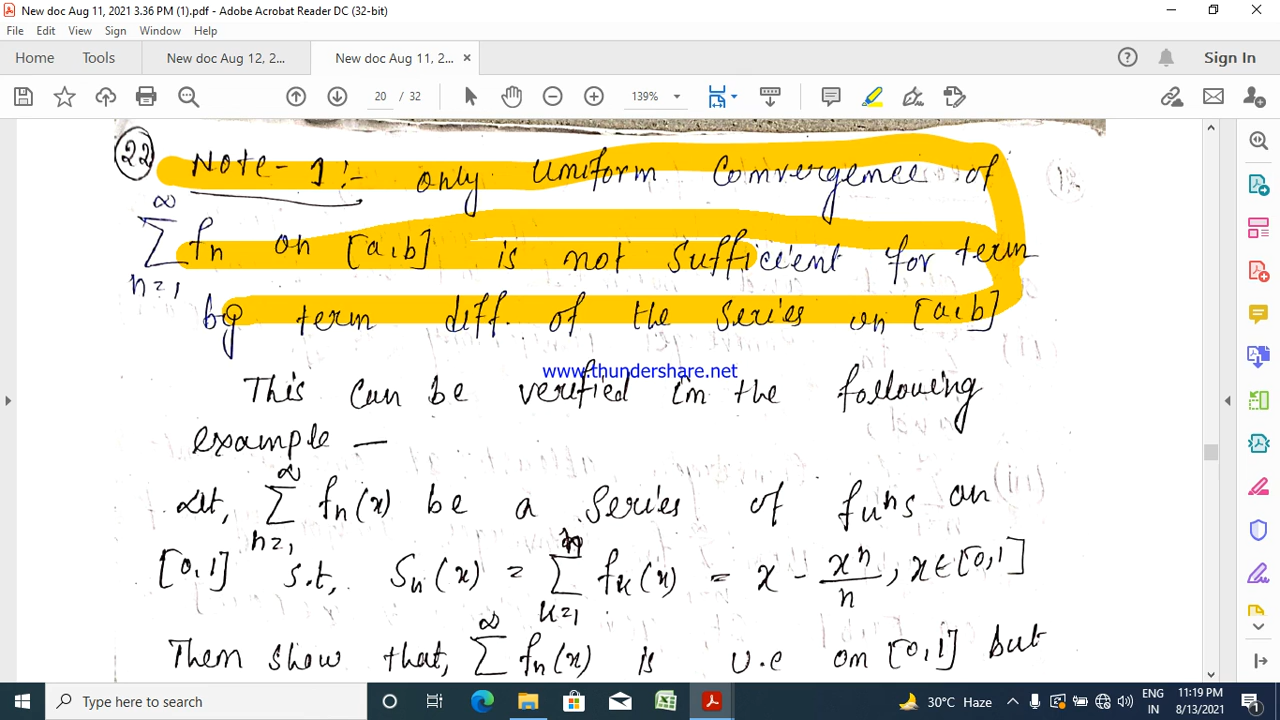 New doc Aug 11, 2021 3.36 PM (1).pdf - Adobe Acrobat Reader DC (32-bit)
File Edit View Sign Window Help
Home Tools New doc Aug 12, 2... New doc Aug 11, 2... × Sign In
20 / 32 139%
(22) Note-1:- only uniform convergence of
∑ fn on [a,b] is not sufficient for term
n=1 ∞
by term diff. of the series on [a,b]
www.thundershare.net
This can be verified in the following
example —
Let, ∑_{n=1}^{∞} fn(x) be a series of funs on
[0,1] s.t, Sn(x) = ∑_{k=1}^{n} fk(x) = x - x^n/n, x∈[0,1]
Then show that, ∑^{∞} fn(x) is U.C on [0,1] but
Type here to search
30°C Haze ENG IN 11:19 PM 8/13/2021